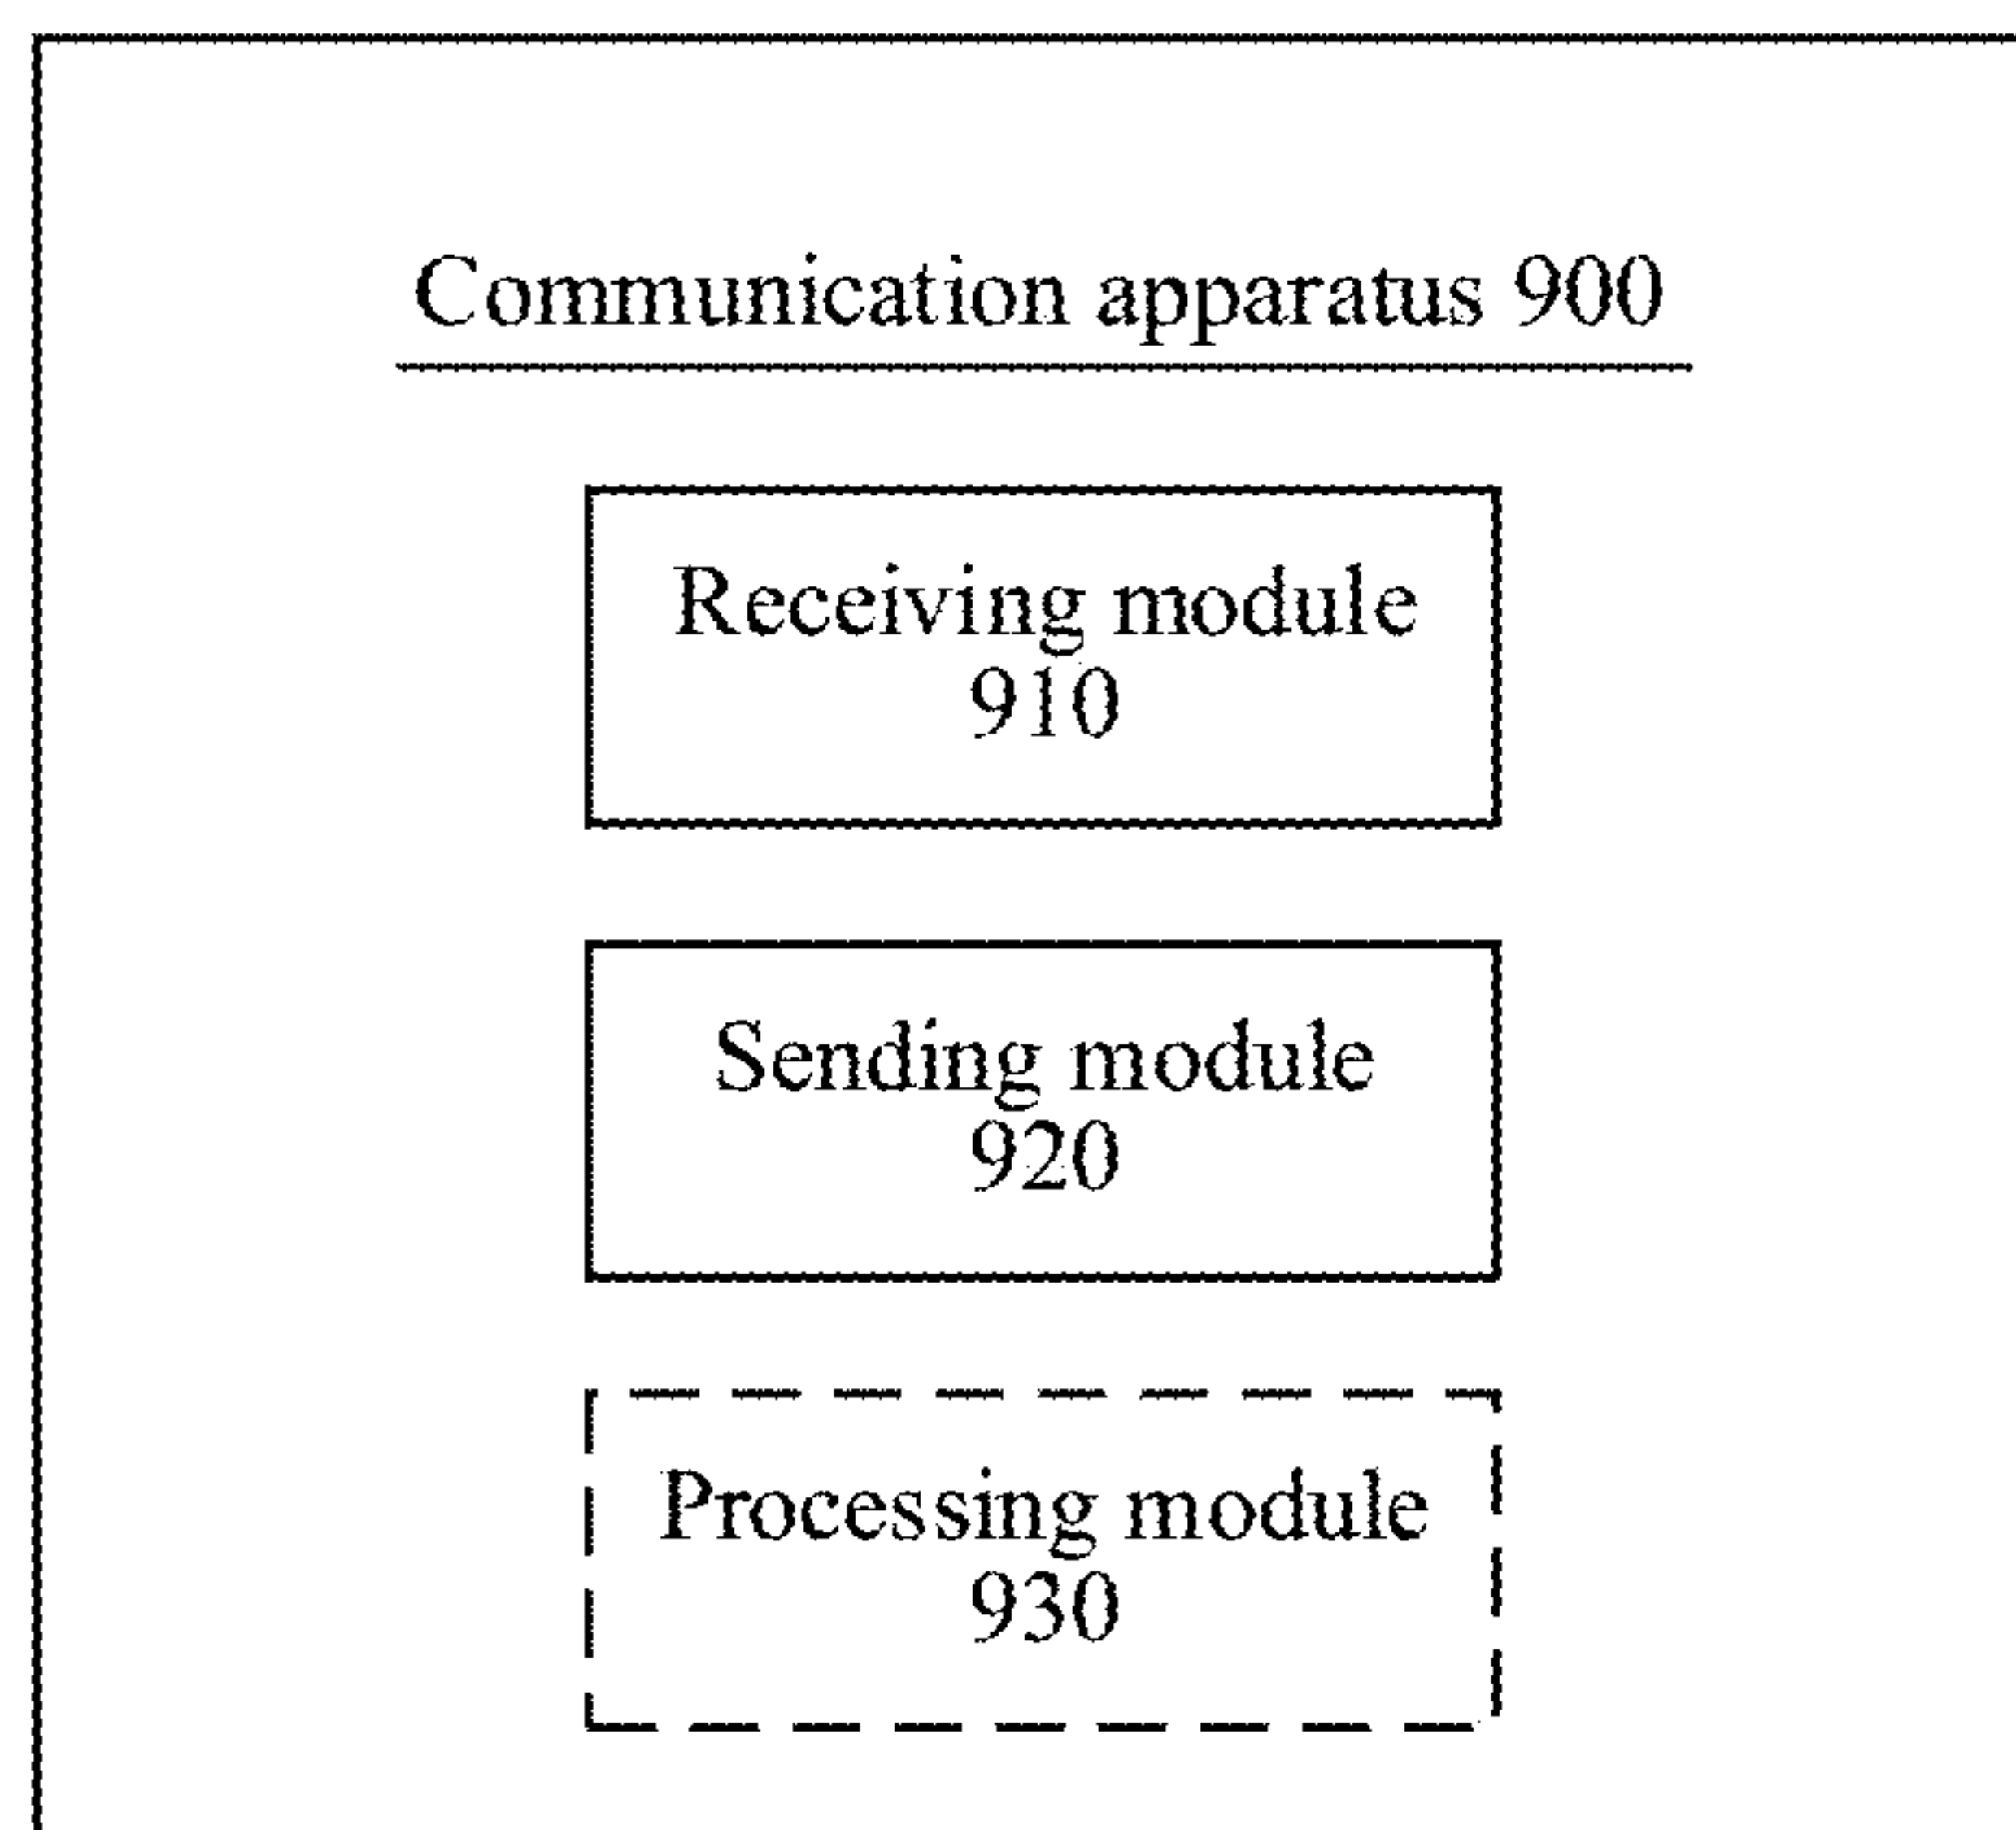 Communication apparatus 900
Receiving module
910
Sending module
920
Processing module
930